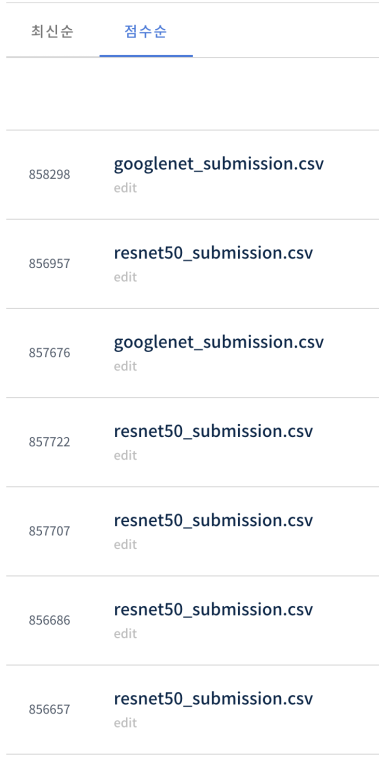 최신순 점수순
858298 googlenet_submission.csv
edit
856957 resnet50_submission.csv
edit
857676 googlenet_submission.csv
edit
857722 resnet50_submission.csv
edit
857707 resnet50_submission.csv
edit
856686 resnet50_submission.csv
edit
856657 resnet50_submission.csv
edit